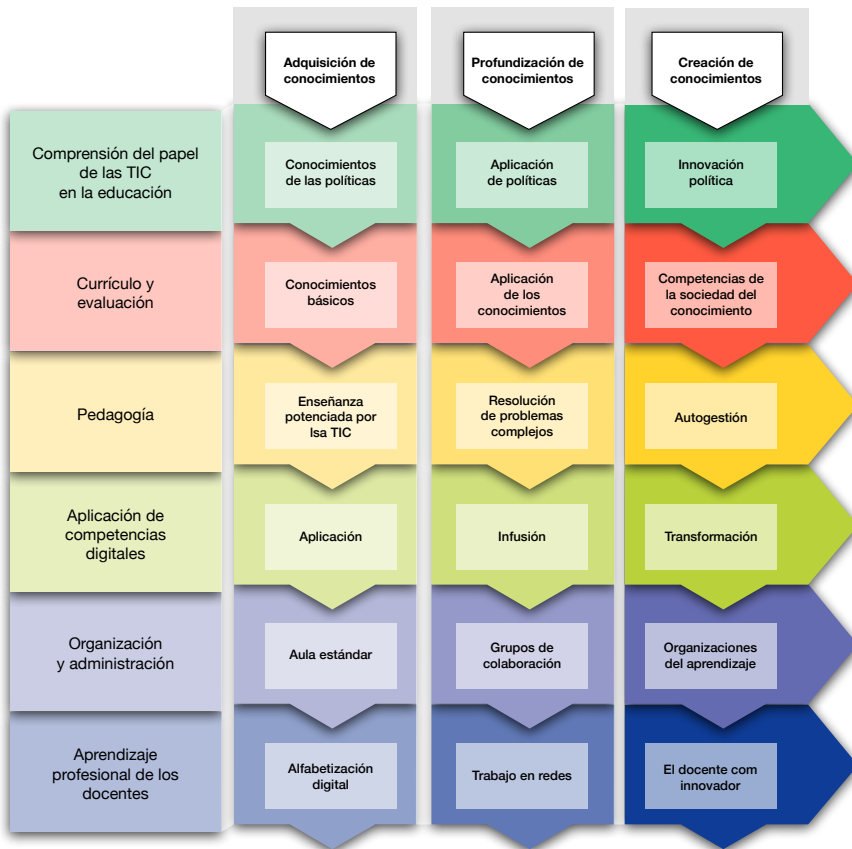 Adquisición de
conocimientos
Profundización de
conocimientos
Creación de
conocimientos
Comprensión del papel
de las TIC
en la educación
Conocimientos
de las políticas
Aplicación
de políticas
Innovación
política
Currículo y
evaluación
Conocimientos
básicos
Aplicación
de los
conocimientos
Competencias de
la sociedad del
conocimiento
Pedagogía
Enseñanza
potenciada por
lsa TIC
Resolución
de problemas
complejos
Autogestión
Aplicación de
competencias
digitales
Aplicación
Infusión
Transformación
Organización
y administración
Aula estándar
Grupos de
colaboración
Organizaciones
del aprendizaje
Aprendizaje
profesional de los
docentes
Alfabetización
digital
Trabajo en redes
El docente com
innovador